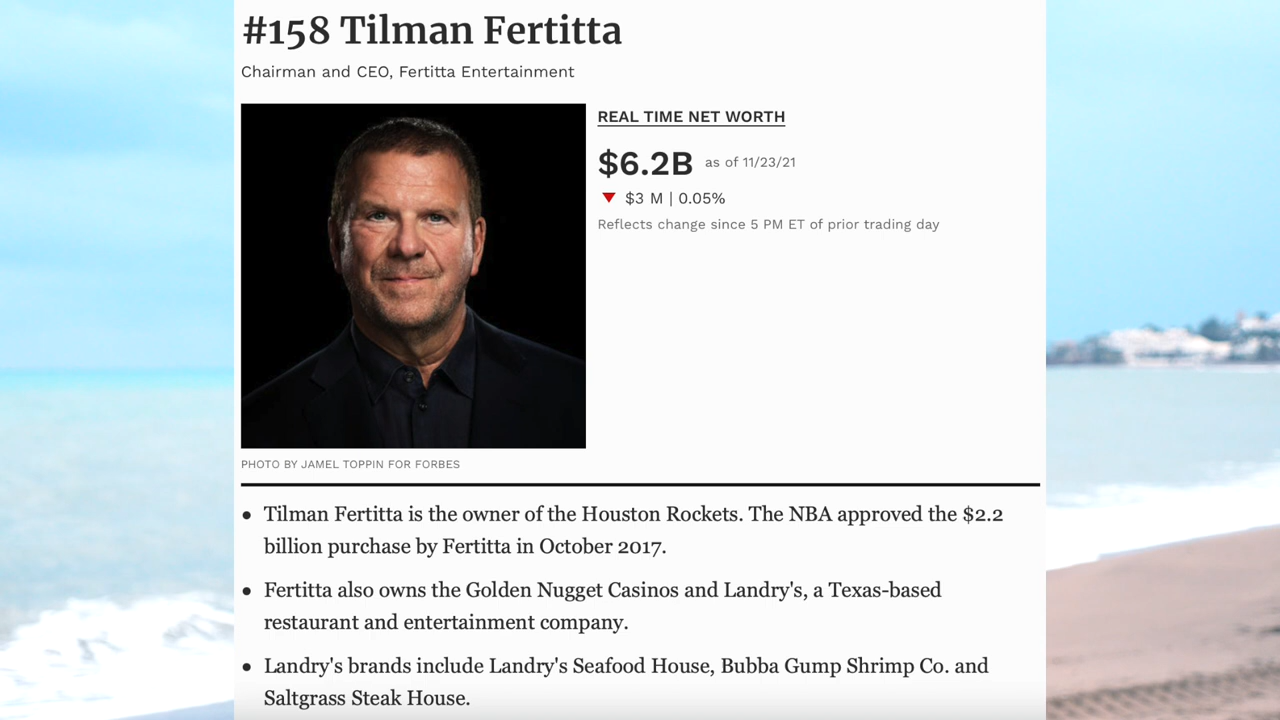 #158 Tilman Fertitta
Chairman and CEO, Fertitta Entertainment
REAL TIME NET WORTH
$6.2B as of 11/23/21
$3 M | 0.05%
Reflects change since 5 PM ET of prior trading day
PHOTO BY JAMEL TOPPIN FOR FORBES
• Tilman Fertitta is the owner of the Houston Rockets. The NBA approved the $2.2
billion purchase by Fertitta in October 2017.
• Fertitta also owns the Golden Nugget Casinos and Landry's, a Texas-based
restaurant and entertainment company.
• Landry's brands include Landry's Seafood House, Bubba Gump Shrimp Co. and
Saltgrass Steak House.